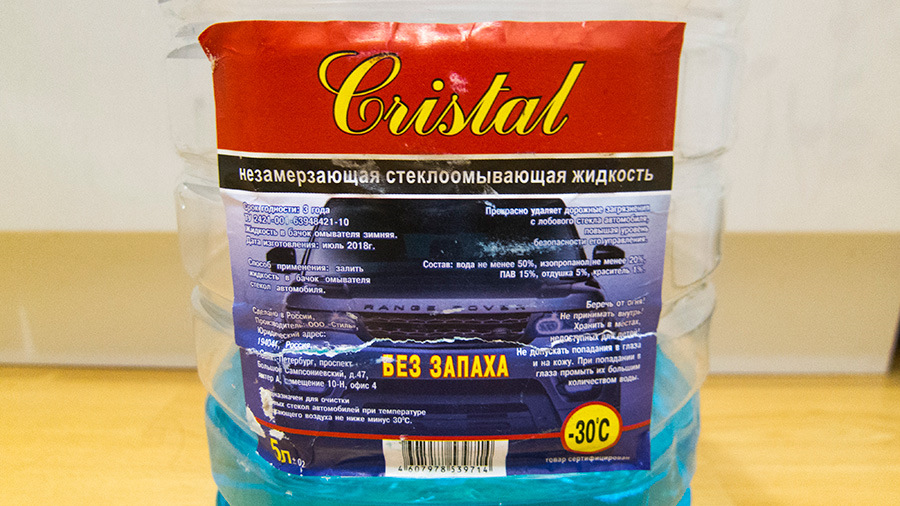 Cristal
незамерзающая стеклоомывающая жидкость
Срок годности: 3 года
ТУ 2421-00 -63948421-10
Жидкость в бачок омывателя зимняя.
Дата изготовления: июль 2018г.
Способ применения: залить
жидкость в бачок омывателя
стекол автомобиля.
Сделано в России.
Производитель: ООО «Стиль»
Юридический адрес:
194044, Россия
Санкт-Петербург, проспект
Большой Сампсониевский, д.47,
литер А, помещение 10-Н, офис 4
для очистки
стекол автомобилей при температуре
воздуха не ниже минус 30°С.
5л±02
Прекрасно удаляет дорожные загрязнения
с лобового стекла автомобиля,
повышая уровень
безопасности его управления.
Состав: вода не менее 50%, изопропанол не менее 20%,
ПАВ 15%, отдушка 5%, краситель 1%.
RANGE ROVER
Беречь от огня!
Не принимать внутрь!
Хранить в местах,
недоступных для детей!
Не допускать попадания в глаза
и на кожу. При попадании в
глаза промыть их большим
количеством воды.
БЕЗ ЗАПАХА
-30°С
товар сертифицирован
4 607978 539714